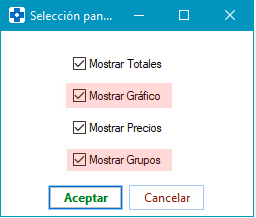 Selección pan...
Mostrar Totales
Mostrar Gráfico
Mostrar Precios
Mostrar Grupos
Aceptar
Cancelar